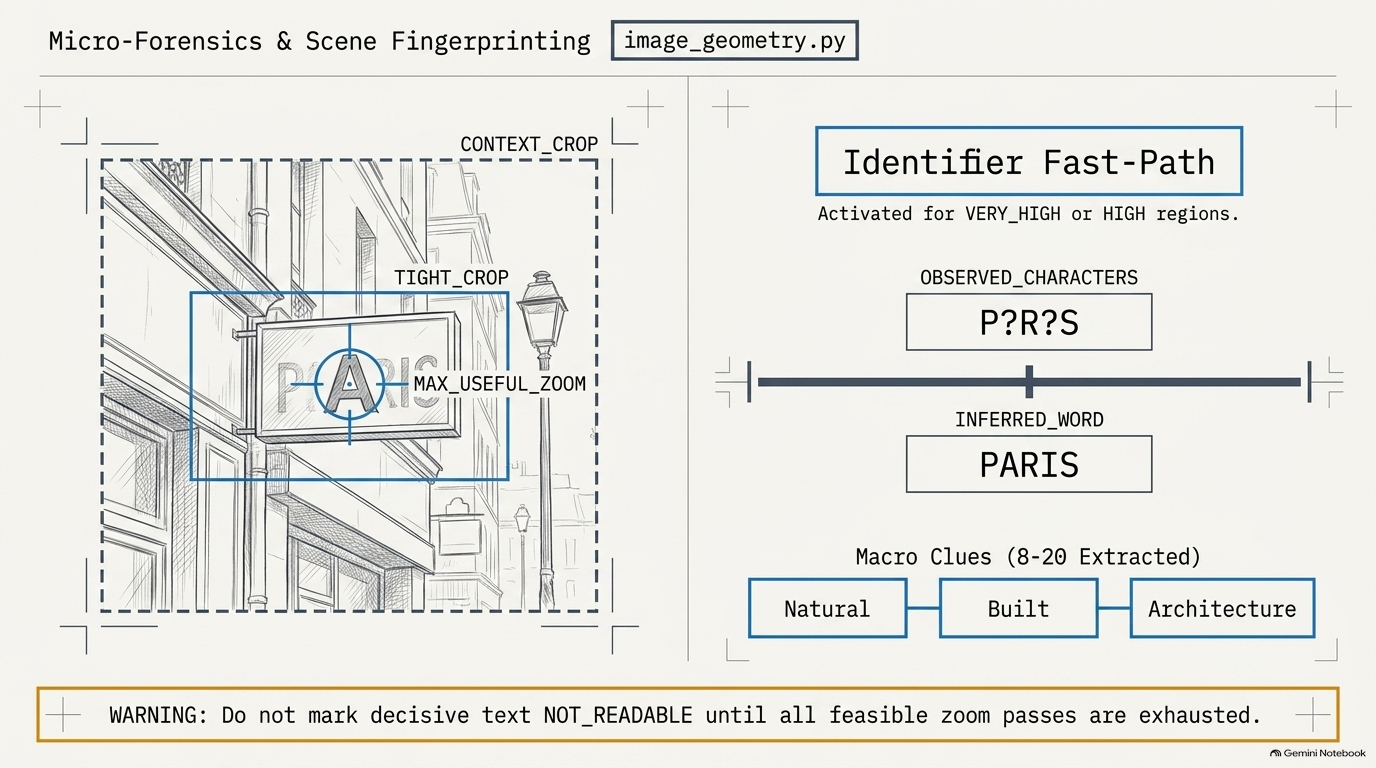 Micro-Forensics & Scene Fingerprinting
image_geometry.py
CONTEXT_CROP
TIGHT_CROP
PARIS
MAX_USEFUL_ZOOM
Identifier Fast-Path
Activated for VERY_HIGH or HIGH regions.
OBSERVED_CHARACTERS
P?R?S
INFERRED_WORD
PARIS
Macro Clues (8-20 Extracted)
Natural
Built
Architecture
WARNING: Do not mark decisive text NOT_READABLE until all feasible zoom passes are exhausted.
Gemini Notebook